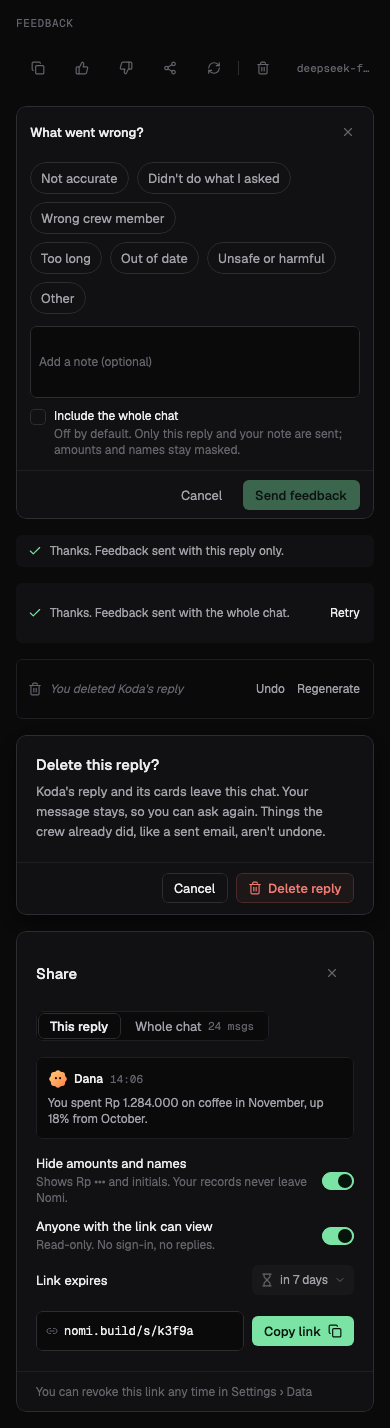 FEEDBACK
deepseek-f…
What went wrong?
Not accurate
Didn't do what I asked
Wrong crew member
Too long
Out of date
Unsafe or harmful
Other
Add a note (optional)
Include the whole chat
Off by default. Only this reply and your note are sent;
amounts and names stay masked.
Cancel
Send feedback
Thanks. Feedback sent with this reply only.
Thanks. Feedback sent with the whole chat.
Retry
You deleted Koda's reply
Undo
Regenerate
Delete this reply?
Koda's reply and its cards leave this chat. Your
message stays, so you can ask again. Things the
crew already did, like a sent email, aren't undone.
Cancel
Delete reply
Share
This reply
Whole chat 24 msgs
Dana 14:06
You spent Rp 1.284.000 on coffee in November, up
18% from October.
Hide amounts and names
Shows Rp ••• and initials. Your records never leave
Nomi.
Anyone with the link can view
Read-only. No sign-in, no replies.
Link expires
in 7 days
nomi.build/s/k3f9a
Copy link
You can revoke this link any time in Settings › Data